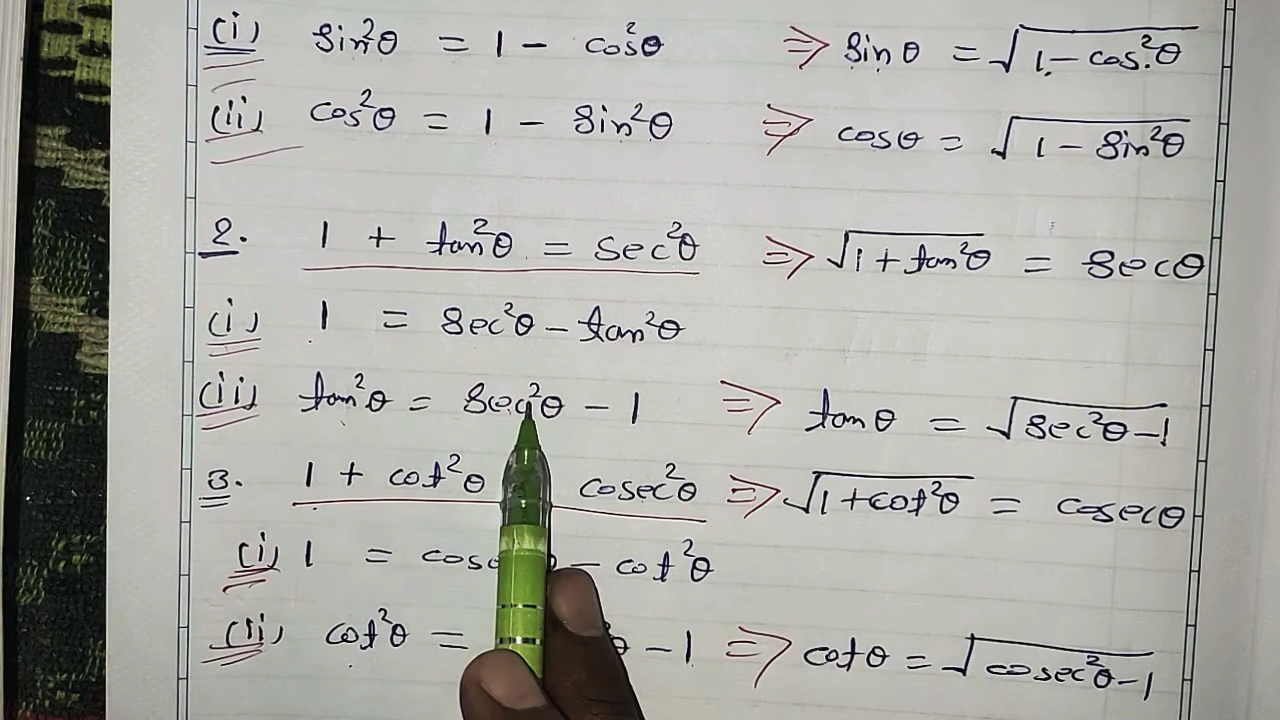 (i) sin²θ = 1 - cos²θ ⇒ sinθ = √1 - cos²θ
(ii) cos²θ = 1 - sin²θ ⇒ cosθ = √1 - sin²θ
2. 1 + tan²θ = sec²θ ⇒ √1 + tan²θ = secθ
(i) 1 = sec²θ - tan²θ
(ii) tan²θ = sec²θ - 1 ⇒ tanθ = √sec²θ-1
3. 1 + cot²θ cosec²θ ⇒ √1+cot²θ = cosecθ
(i) 1 = cos - cot²θ
(ii) cot²θ = θ - 1 ⇒ cotθ = √cosec²θ-1